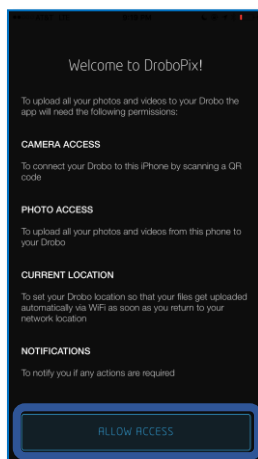 Welcome to DroboPix!
To upload all your photos and videos to your Drobo the
app will need the following permissions:
CAMERA ACCESS
To connect your Drobo to this iPhone by scanning a QR
code
PHOTO ACCESS
To upload all your photos and videos from this phone to
your Drobo
CURRENT LOCATION
To set your Drobo location so that your files get uploaded
automatically via WiFi as soon as you return to your
network location
NOTIFICATIONS
To notify you if any actions are required
ALLOW ACCESS